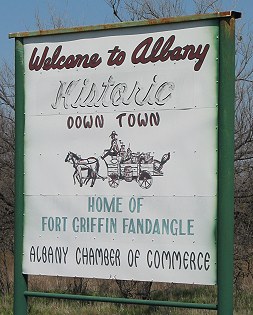 Welcome to Albany
Historic
DOWN TOWN
HOME OF
FORT GRIFFIN FANDANGLE
ALBANY CHAMBER OF COMMERCE